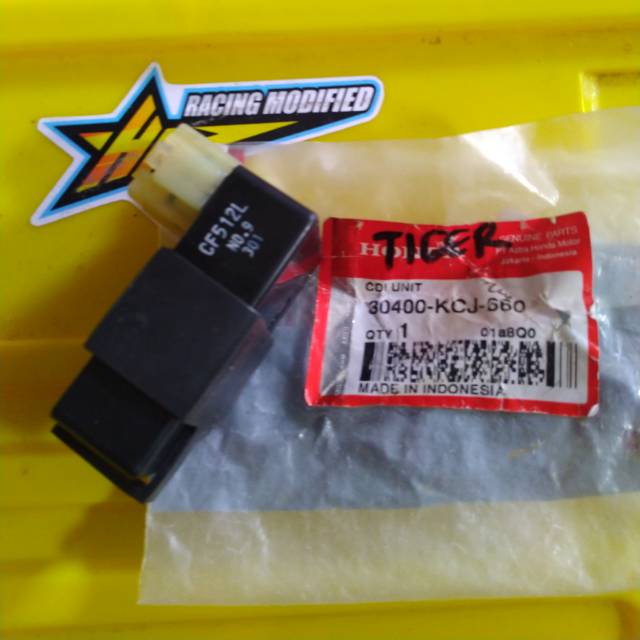 RACING MODIFIED
CF512L
NO.9
301
TIGER
GENUINE PARTS
PT Astra Honda Motor
Jakarta - Indonesia
CDI UNIT
30400-KCJ-660
QTY 1
01a8Q0
MADE IN INDONESIA